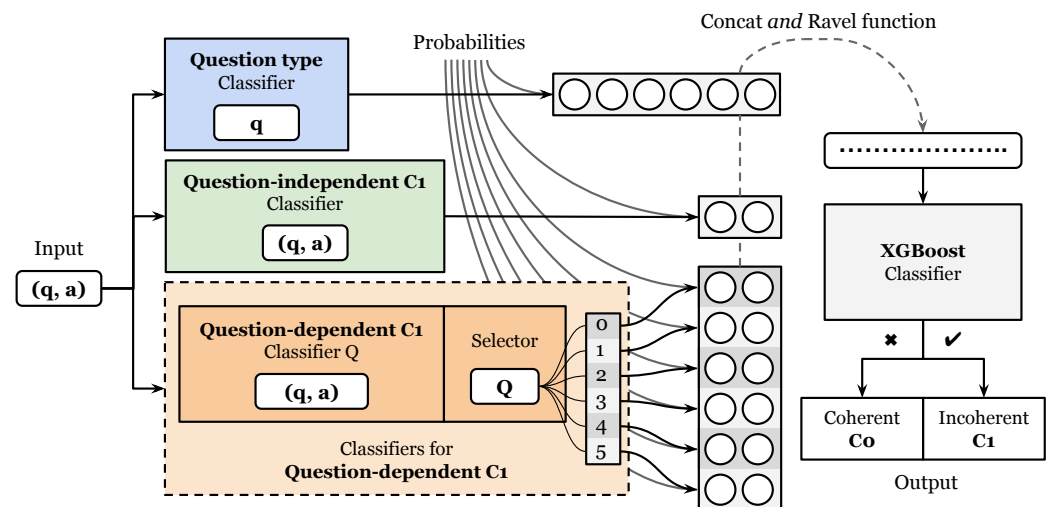 Concat and Ravel function
Probabilities
Question type
Classifier
q
Question-independent C1
Classifier
(q, a)
Input
(q, a)
Question-dependent C1
Classifier Q
(q, a)
Selector
Q
0
1
2
3
4
5
Classifiers for
Question-dependent C1
XGBoost
Classifier
✖ ✔
Coherent
C0
Incoherent
C1
Output